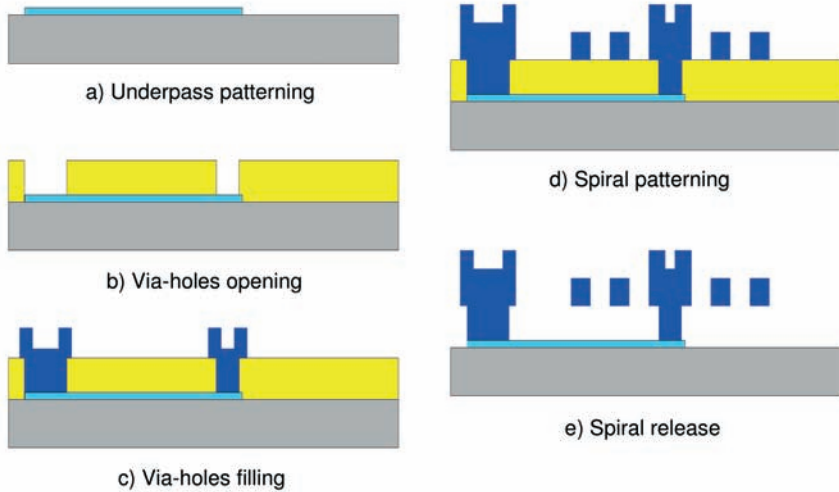 a) Underpass patterning
b) Via-holes opening
c) Via-holes filling
d) Spiral patterning
e) Spiral release